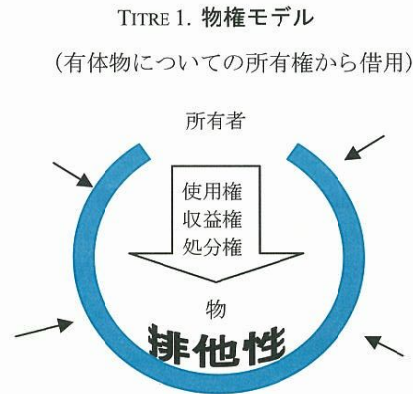 TITRE 1. 物権モデル
（有体物についての所有権から借用）
所有者
使用権
収益権
処分権
物
排他性